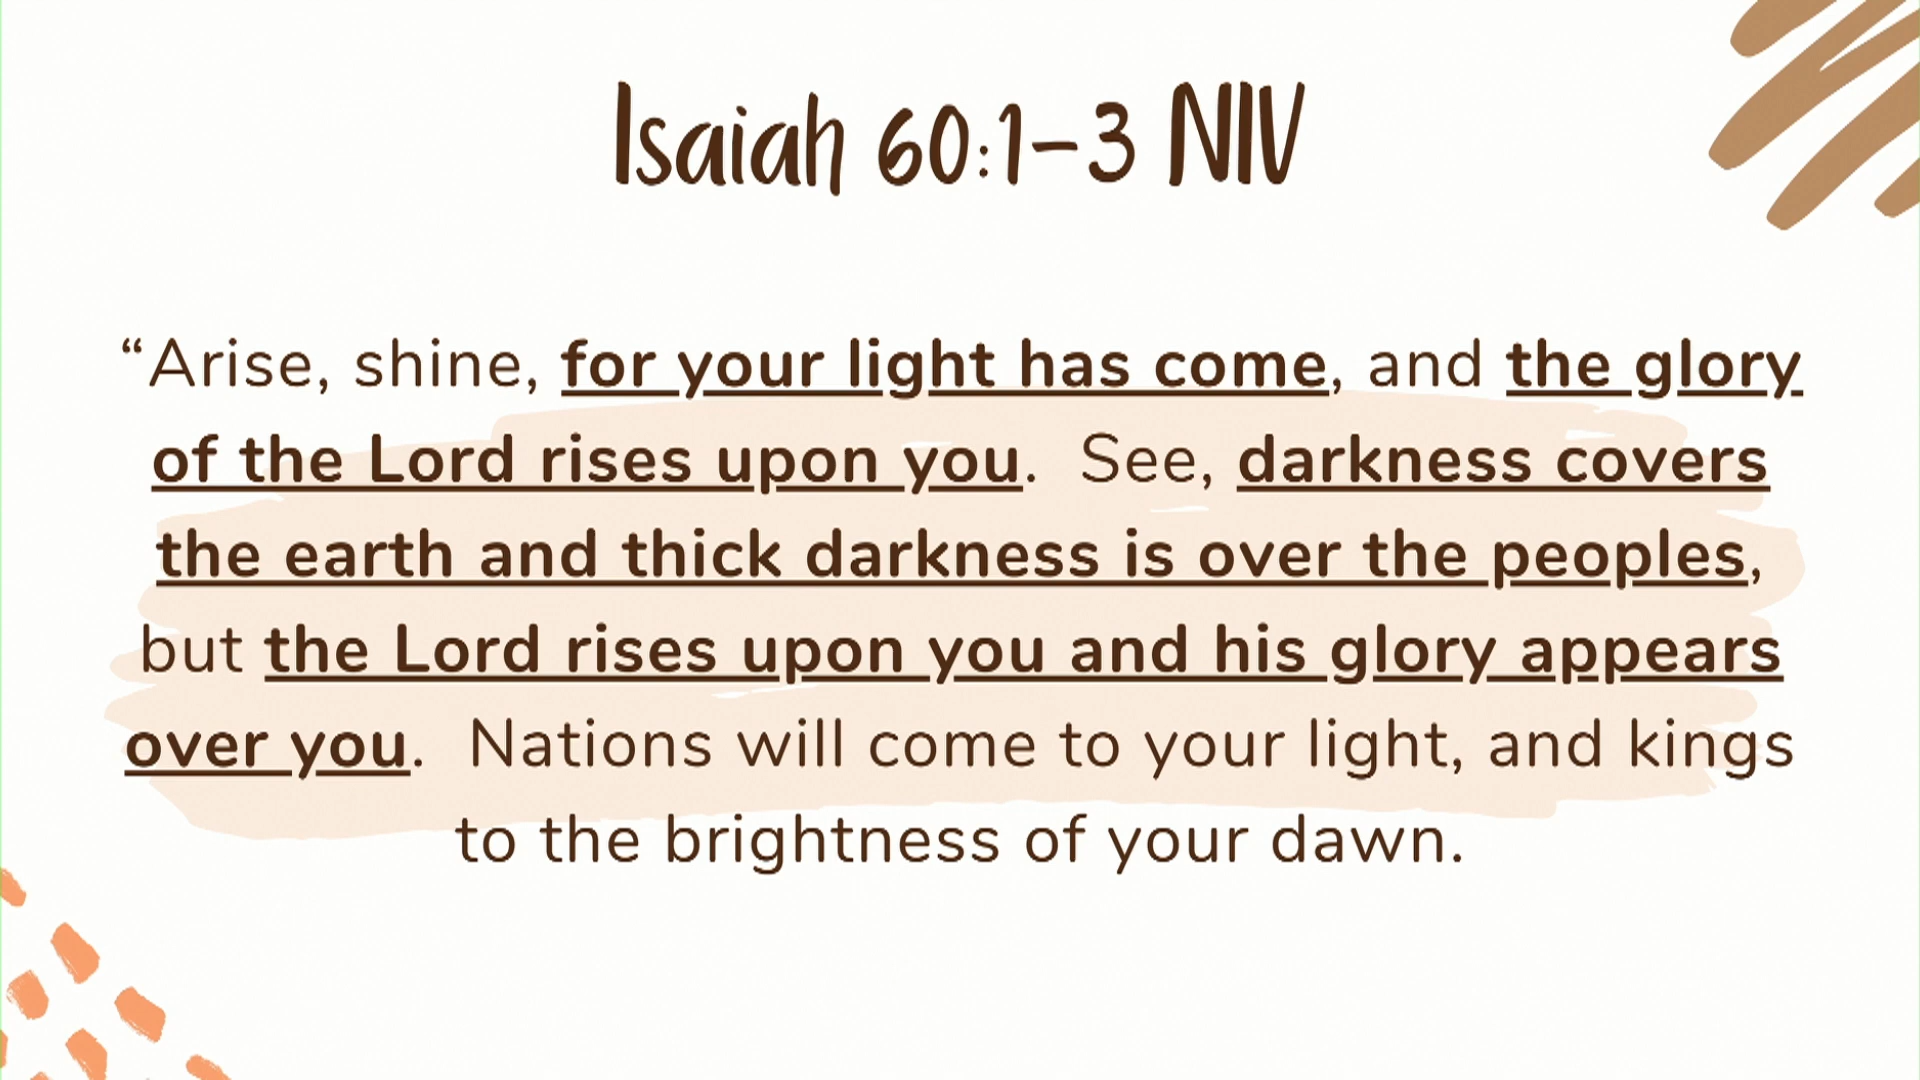 Isaiah 60:1-3 NIV
“Arise, shine, for your light has come, and the glory
of the Lord rises upon you.  See, darkness covers
the earth and thick darkness is over the peoples,
but the Lord rises upon you and his glory appears
over you.  Nations will come to your light, and kings
to the brightness of your dawn.